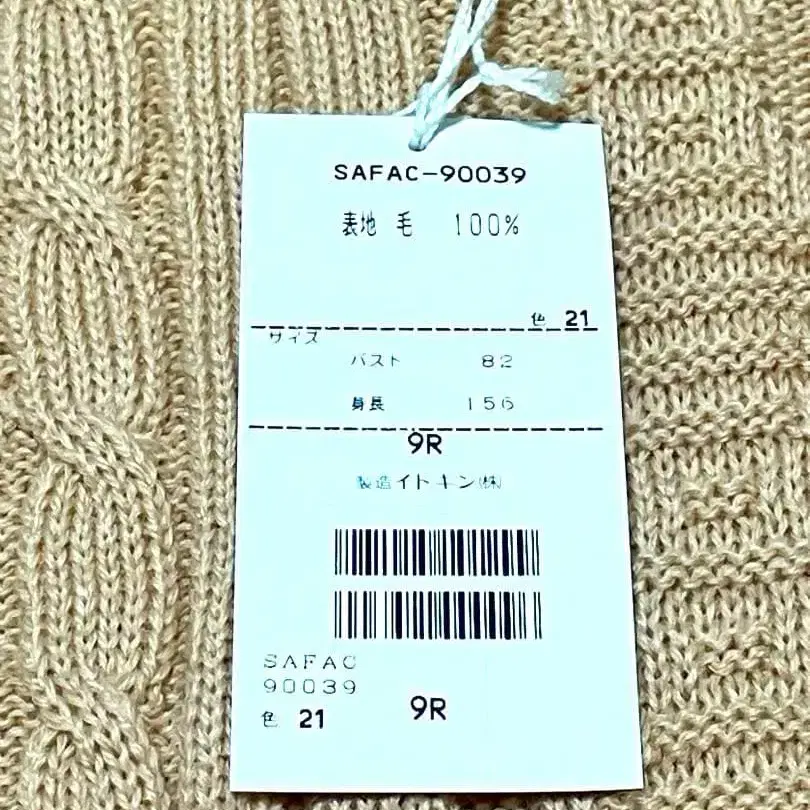 SAFAC-90039
表地 毛 100%
色 21
サイズ
バスト 82
身長 156
9R
製造イトキン(株)
SAFAC
90039
色 21 9R